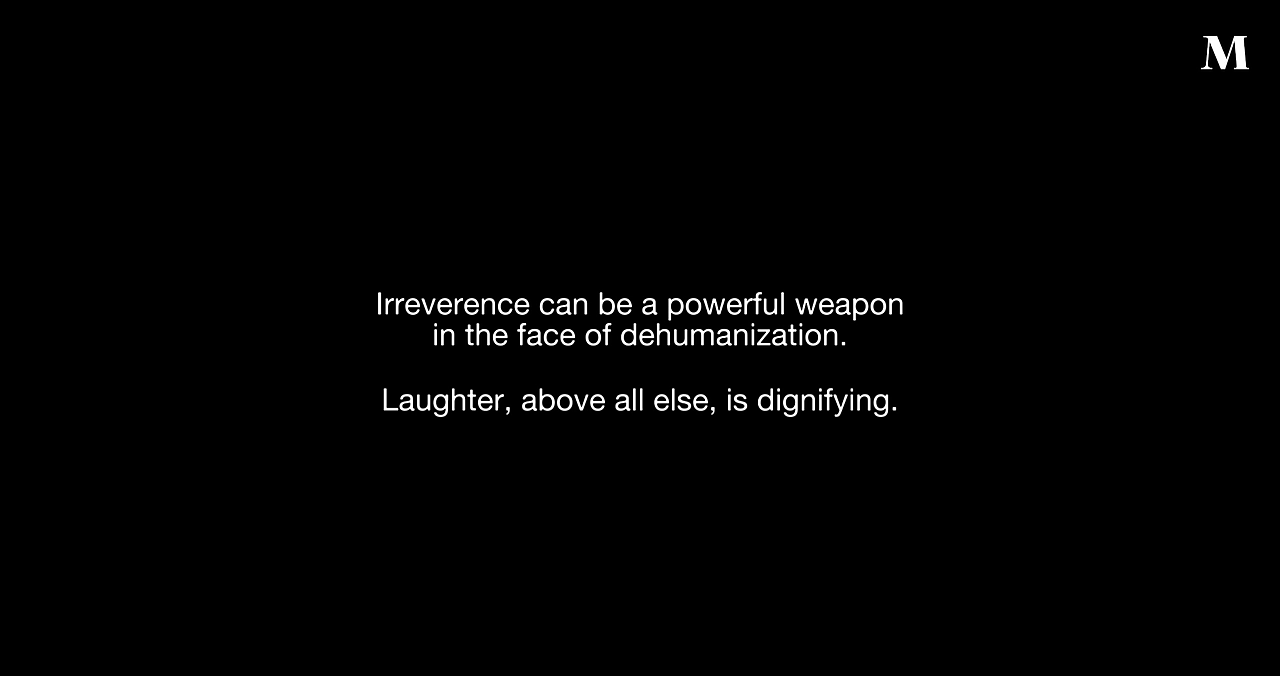 M
Irreverence can be a powerful weapon
in the face of dehumanization.
Laughter, above all else, is dignifying.